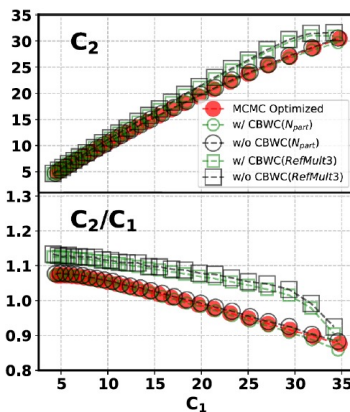 35
C2
30
25
20
MCMC Optimized
w/ CBWC(Npart)
15
w/o CBWC(Npart)
10
w/ CBWC(RefMult3)
5
w/o CBWC(RefMult3)
1.3
C2/C1
1.2
1.1
1.0
0.9
0.8
5 10 15 20 25 30 35
C1